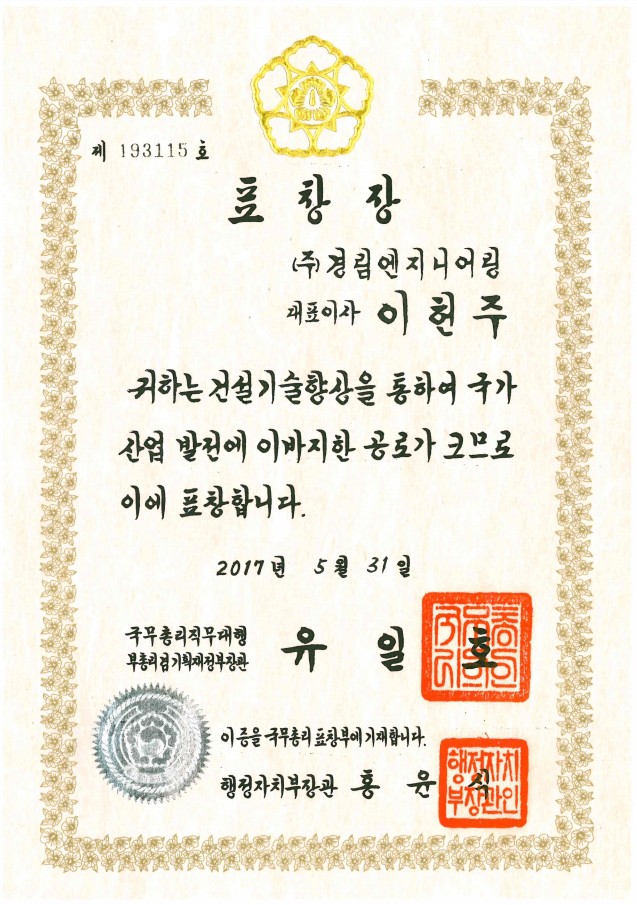 제 193115 호
표 창 장
(주)경림엔지니어링
대표이사 이 헌 주
귀하는 건설기술향상을 통하여 국가
산업 발전에 이바지한 공로가 크므로
이에 표창합니다.
2017년 5월 31일
국무총리직무대행
부총리겸기획재정부장관
유 일 호
이증을 국무총리 표창부에 기재합니다.
행정자치부장관 홍 윤 식
행정자치
부장관인